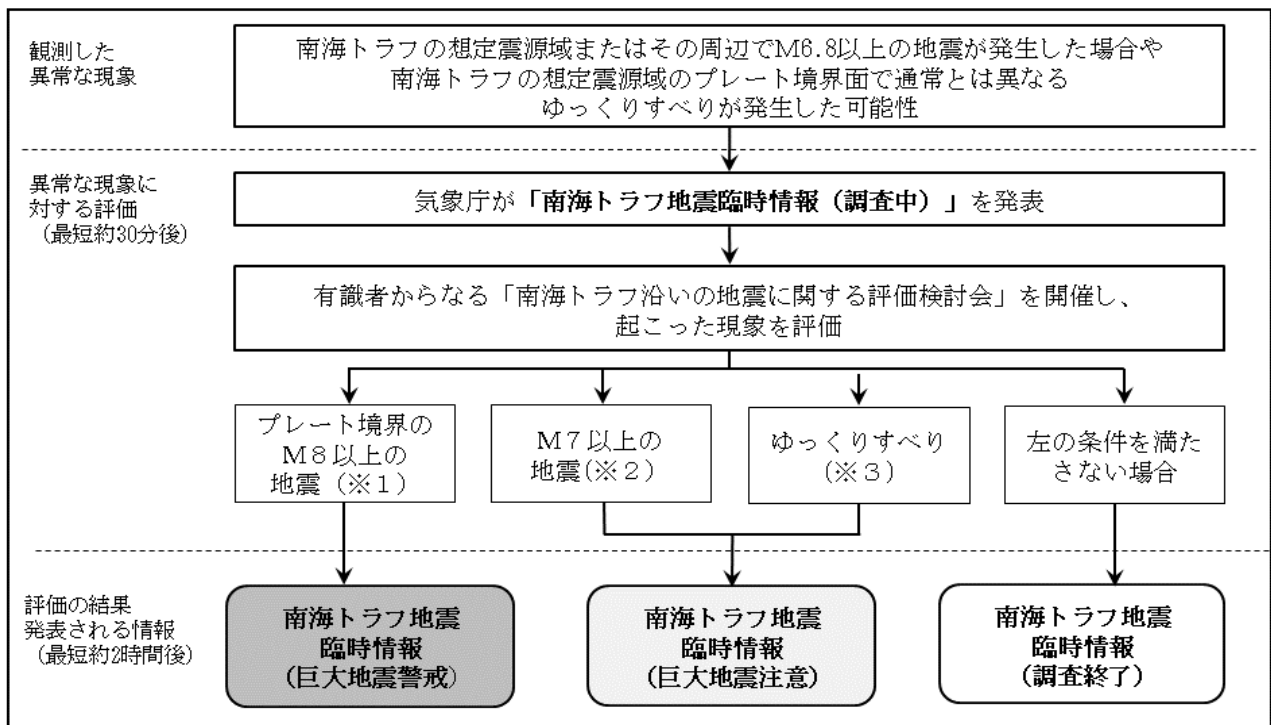 観測した
異常な現象
南海トラフの想定震源域またはその周辺でM6.8以上の地震が発生した場合や
南海トラフの想定震源域のプレート境界面で通常とは異なる
ゆっくりすべりが発生した可能性
異常な現象に
対する評価
(最短約30分後)
気象庁が「南海トラフ地震臨時情報（調査中）」を発表
有識者からなる「南海トラフ沿いの地震に関する評価検討会」を開催し、
起こった現象を評価
プレート境界の
Ｍ８以上の
地震（※１）
Ｍ７以上の
地震(※２)
ゆっくりすべり
(※３)
左の条件を満た
さない場合
評価の結果
発表される情報
(最短約2時間後)
南海トラフ地震
臨時情報
(巨大地震警戒)
南海トラフ地震
臨時情報
(巨大地震注意)
南海トラフ地震
臨時情報
(調査終了)